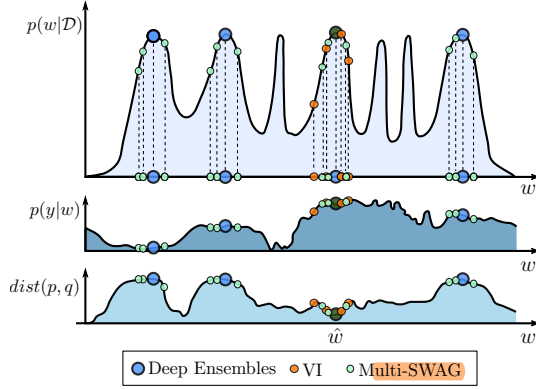 p(w|𝒟)
w
p(y|w)
w
dist(p, q)
ŵ
w
Deep Ensembles VI Multi-SWAG